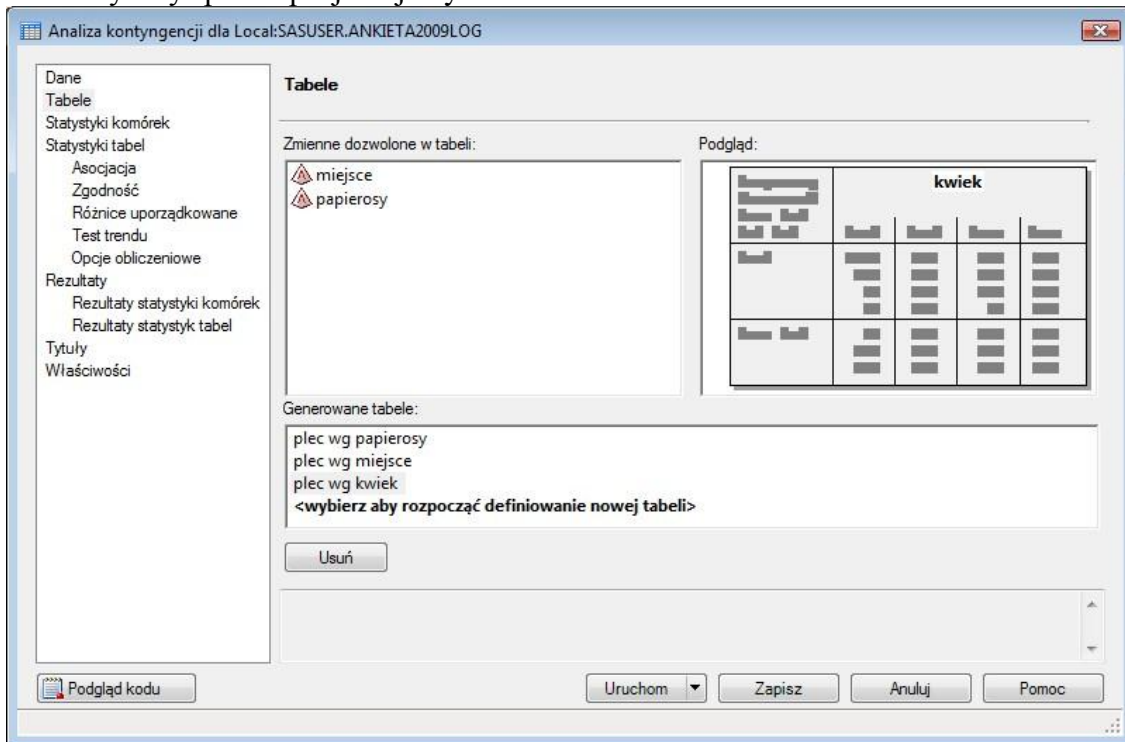 Analiza kontyngencji dla Local:SASUSER.ANKIETA2009LOG
Dane
Tabele
Statystyki komórek
Statystyki tabel
Asocjacja
Zgodność
Różnice uporządkowane
Test trendu
Opcje obliczeniowe
Rezultaty
Rezultaty statystyki komórek
Rezultaty statystyk tabel
Tytuły
Właściwości
Tabele
Zmienne dozwolone w tabeli:
miejsce
papierosy
Podgląd:
kwiek
Generowane tabele:
plec wg papierosy
plec wg miejsce
plec wg kwiek
<wybierz aby rozpocząć definiowanie nowej tabeli>
Usuń
Podgląd kodu
Uruchom
Zapisz
Anuluj
Pomoc